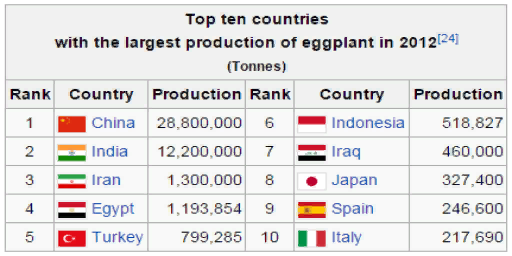 Top ten countries
with the largest production of eggplant in 2012[24]
(Tonnes)
Rank Country Production Rank Country Production
1 China 28,800,000 6 Indonesia 518,827
2 India 12,200,000 7 Iraq 460,000
3 Iran 1,300,000 8 Japan 327,400
4 Egypt 1,193,854 9 Spain 246,600
5 Turkey 799,285 10 Italy 217,690